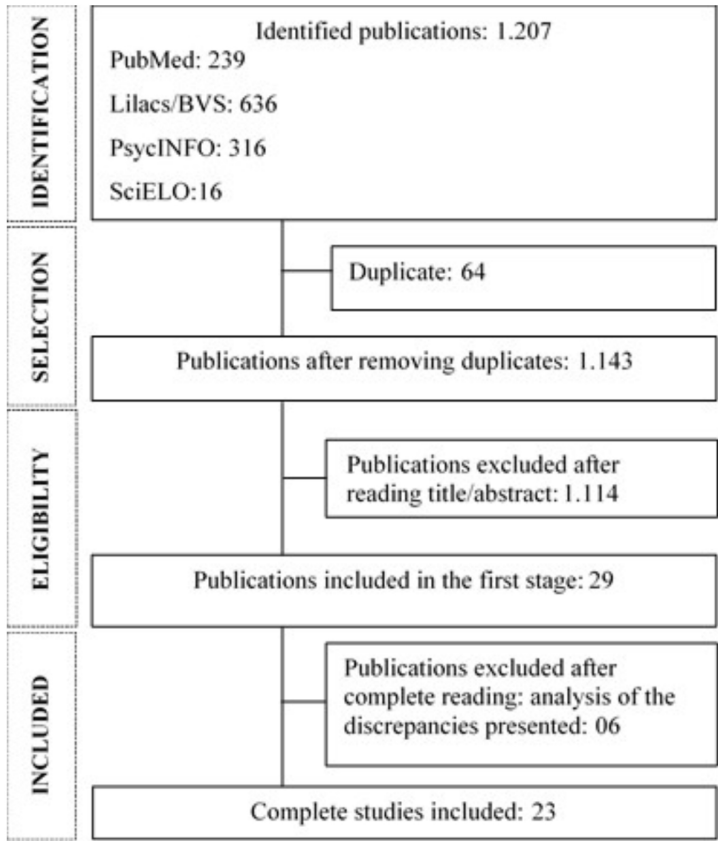 IDENTIFICATION
Identified publications: 1.207
PubMed: 239
Lilacs/BVS: 636
PsycINFO: 316
SciELO:16
SELECTION
Duplicate: 64
Publications after removing duplicates: 1.143
ELIGIBILITY
Publications excluded after
reading title/abstract: 1.114
Publications included in the first stage: 29
INCLUDED
Publications excluded after
complete reading: analysis of the
discrepancies presented: 06
Complete studies included: 23